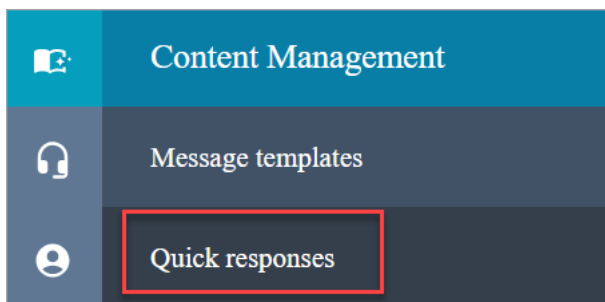 Content Management
Message templates
Quick responses